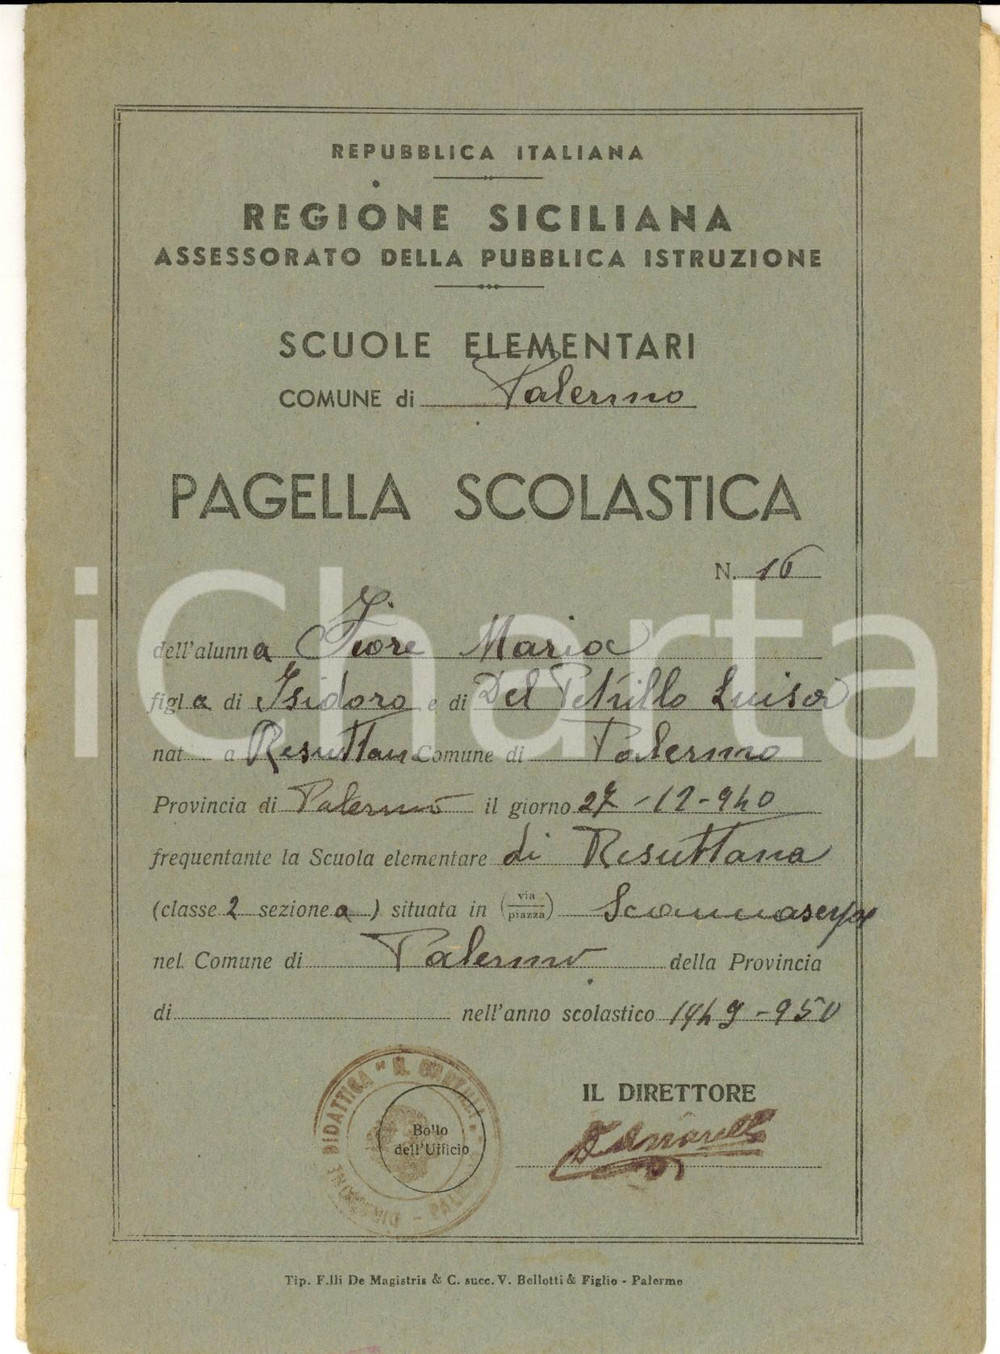 REPUBBLICA ITALIANA
REGIONE SICILIANA
ASSESSORATO DELLA PUBBLICA ISTRUZIONE
SCUOLE ELEMENTARI
COMUNE di Palermo
PAGELLA SCOLASTICA
N. 16
dell'alunna Fiore Maria
figla di Isidoro e di Del Petrillo Luisa
nat a Resuttana Comune di Palermo
Provincia di Palermo il giorno 27-12-940
frequentante la Scuola elementare di Resuttana
(classe 2 sezione a) situata in (via piazza)
nel Comune di Palermo della Provincia
di nell'anno scolastico 1949-950
IL DIRETTORE
DIDATTICA
Bollo
dell'Ufficio
Tip. F.lli De Magistris & C. succ. V. Bellotti & Figlio - Palermo
iCharta